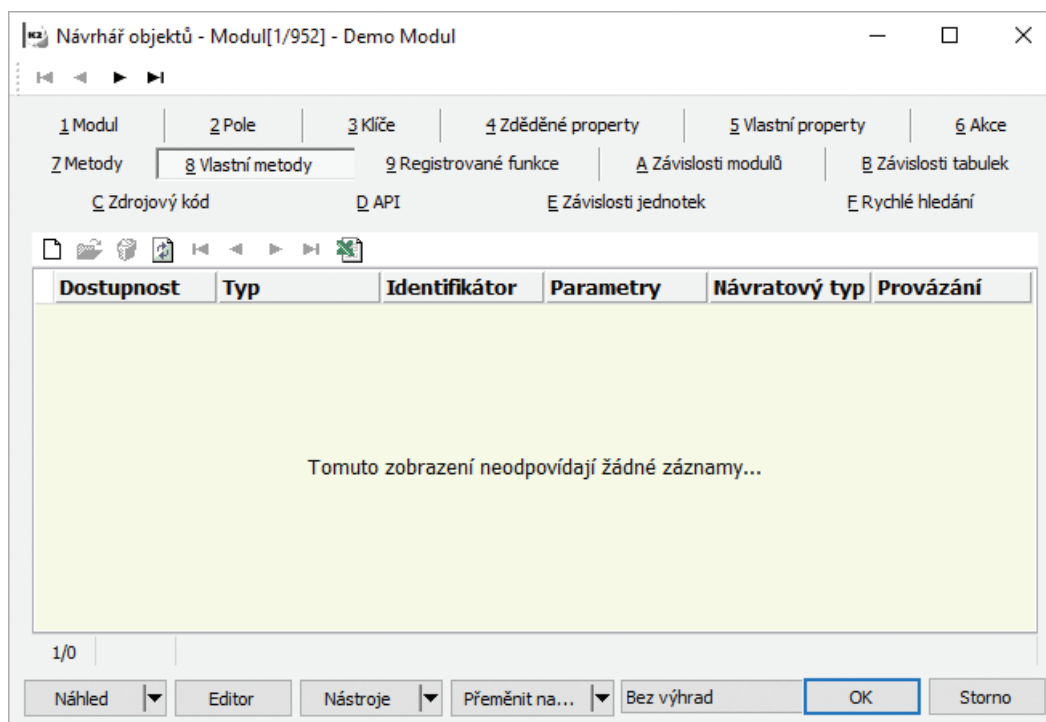 K2 Návrhář objektů - Modul[1/952] - Demo Modul
1 Modul 2 Pole 3 Klíče 4 Zděděné property 5 Vlastní property 6 Akce
7 Metody 8 Vlastní metody 9 Registrované funkce A Závislosti modulů B Závislosti tabulek
C Zdrojový kód D API E Závislosti jednotek F Rychlé hledání
Dostupnost Typ Identifikátor Parametry Návratový typ Provázání
Tomuto zobrazení neodpovídají žádné záznamy...
1/0
Náhled Editor Nástroje Přeměnit na... Bez výhrad OK Storno